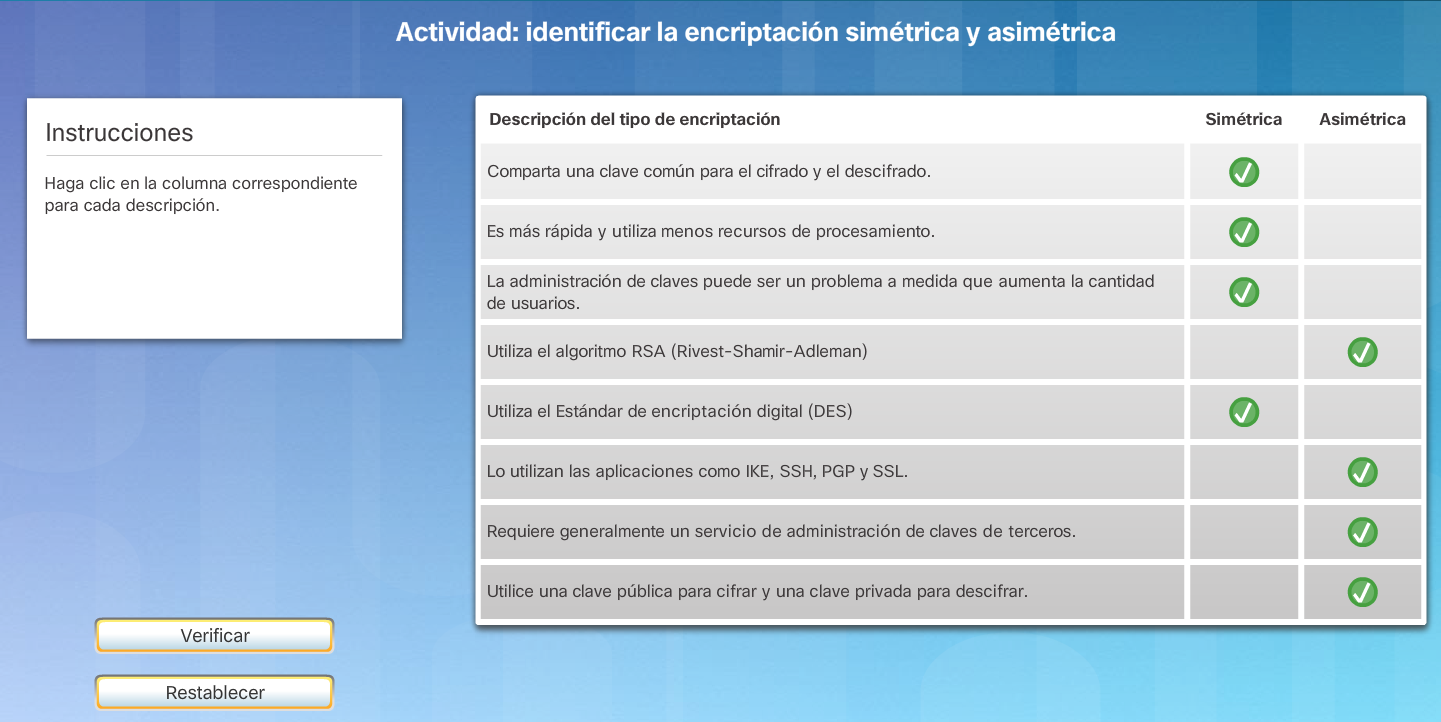 Actividad: identificar la encriptación simétrica y asimétrica
Instrucciones
Haga clic en la columna correspondiente
para cada descripción.
Verificar
Restablecer
Descripción del tipo de encriptación Simétrica Asimétrica
Comparta una clave común para el cifrado y el descifrado.
Es más rápida y utiliza menos recursos de procesamiento.
La administración de claves puede ser un problema a medida que aumenta la cantidad
de usuarios.
Utiliza el algoritmo RSA (Rivest-Shamir-Adleman)
Utiliza el Estándar de encriptación digital (DES)
Lo utilizan las aplicaciones como IKE, SSH, PGP y SSL.
Requiere generalmente un servicio de administración de claves de terceros.
Utilice una clave pública para cifrar y una clave privada para descifrar.